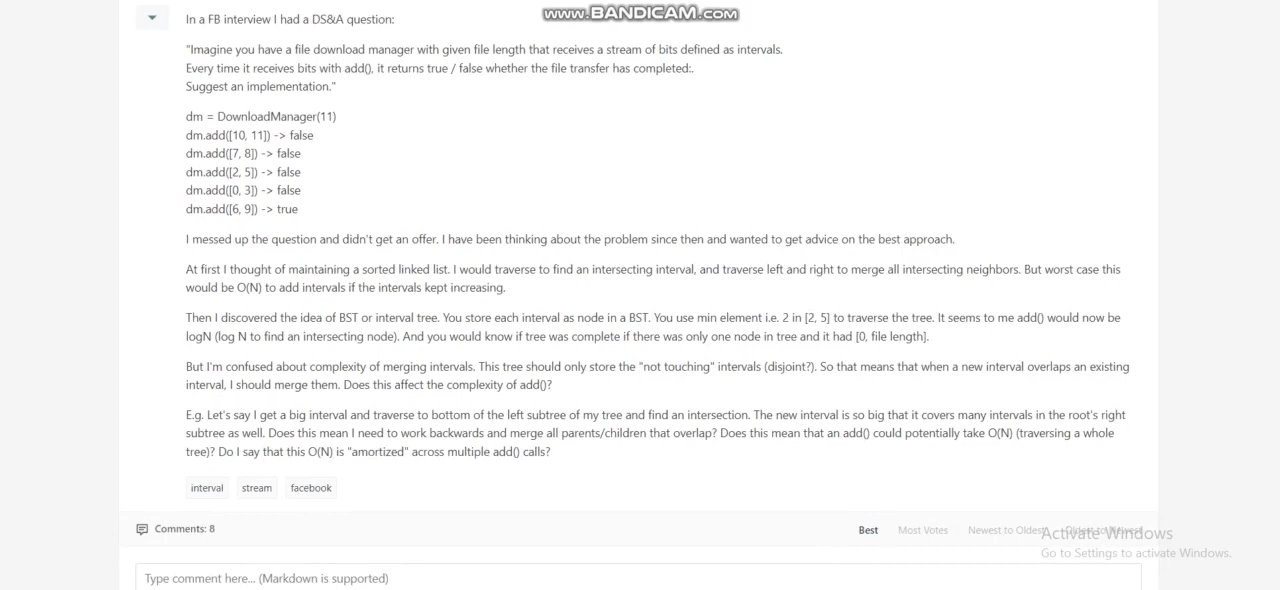 www.BANDICAM.com
In a FB interview I had a DS&A question:
"Imagine you have a file download manager with given file length that receives a stream of bits defined as intervals.
Every time it receives bits with add(), it returns true / false whether the file transfer has completed:.
Suggest an implementation."
dm = DownloadManager(11)
dm.add([10, 11]) -> false
dm.add([7, 8]) -> false
dm.add([2, 5]) -> false
dm.add([0, 3]) -> false
dm.add([6, 9]) -> true
I messed up the question and didn't get an offer. I have been thinking about the problem since then and wanted to get advice on the best approach.
At first I thought of maintaining a sorted linked list. I would traverse to find an intersecting interval, and traverse left and right to merge all intersecting neighbors. But worst case this
would be O(N) to add intervals if the intervals kept increasing.
Then I discovered the idea of BST or interval tree. You store each interval as node in a BST. You use min element i.e. 2 in [2, 5] to traverse the tree. It seems to me add() would now be
logN (log N to find an intersecting node). And you would know if tree was complete if there was only one node in tree and it had [0, file length].
But I'm confused about complexity of merging intervals. This tree should only store the "not touching" intervals (disjoint?). So that means that when a new interval overlaps an existing
interval, I should merge them. Does this affect the complexity of add()?
E.g. Let's say I get a big interval and traverse to bottom of the left subtree of my tree and find an intersection. The new interval is so big that it covers many intervals in the root's right
subtree as well. Does this mean I need to work backwards and merge all parents/children that overlap? Does this mean that an add() could potentially take O(N) (traversing a whole
tree)? Do I say that this O(N) is "amortized" across multiple add() calls?
interval stream facebook
Comments: 8 Best Most Votes Newest to Oldest Oldest to Newest
Activate Windows
Go to Settings to activate Windows.
Type comment here... (Markdown is supported)